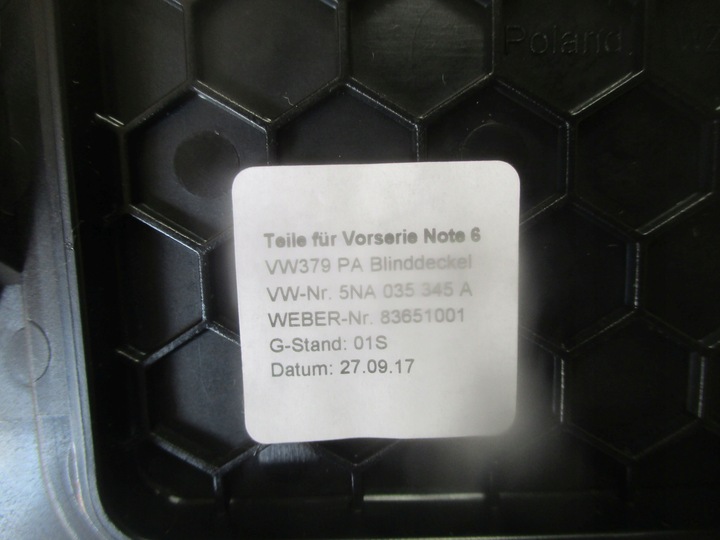 Poland
Teile für Vorserie Note 6
VW379 PA Blinddeckel
VW-Nr. 5NA 035 345 A
WEBER-Nr. 83651001
G-Stand: 01S
Datum: 27.09.17